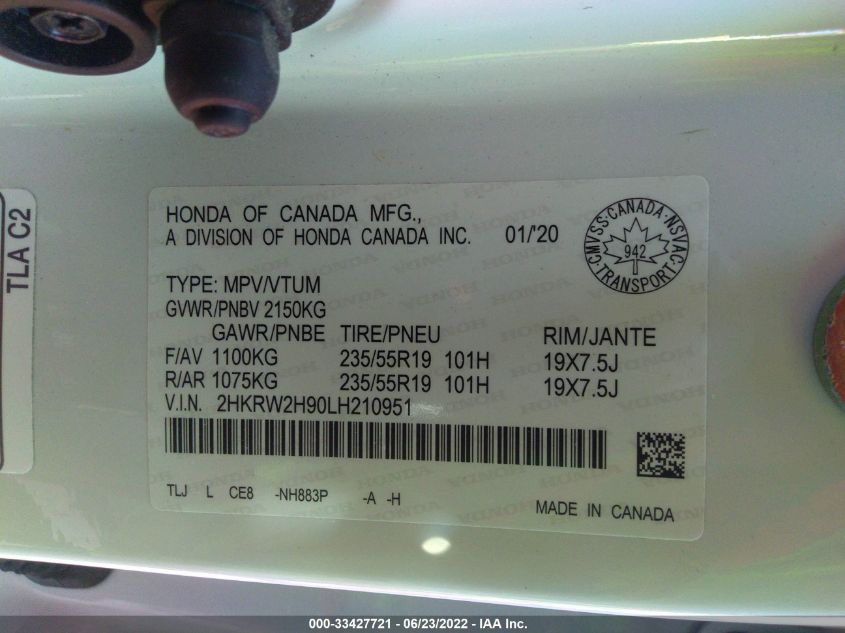 TLA C2
HONDA OF CANADA MFG.,
A DIVISION OF HONDA CANADA INC. 01/'20
CMVSS·CANADA·NSVAC·TRANSPORT
942
TYPE: MPV/VTUM
GVWR/PNBV 2150KG
GAWR/PNBE TIRE/PNEU RIM/JANTE
F/AV 1100KG 235/55R19 101H 19X7.5J
R/AR 1075KG 235/55R19 101H 19X7.5J
V.I.N. 2HKRW2H90LH210951
TLJ L CE8 -NH883P -A -H
MADE IN CANADA
000-33427721 / 06/23/2022 - IAA Inc.